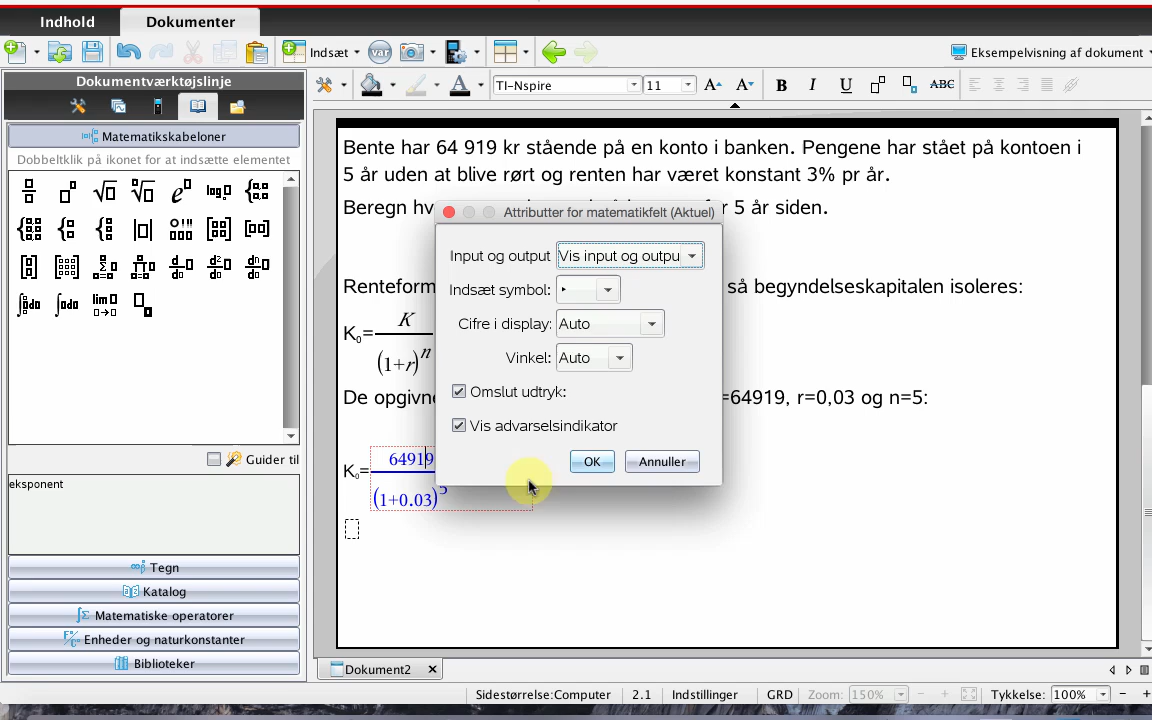 Indhold
Dokumenter
Indsæt
var
Eksempelvisning af dokument
Dokumentværktøjslinje
TI-Nspire
11
A A B I U ABC
Matematikskabeloner
Dobbeltklik på ikonet for at indsætte elementet
Guider til
eksponent
Tegn
Katalog
Matematiske operatorer
Enheder og naturkonstanter
Biblioteker
Bente har 64 919 kr stående på en konto i banken. Pengene har stået på kontoen i
5 år uden at blive rørt og renten har været konstant 3% pr år.
Beregn for 5 år siden.
så begyndelseskapitalen isoleres:
K₀=K/(1+r)ⁿ
De =64919, r=0,03 og n=5:
K₀=64919/(1+0.03)⁵
Attributter for matematikfelt (Aktuel)
Input og output Vis input og outpu
Indsæt symbol: ▸
Cifre i display: Auto
Vinkel: Auto
Omslut udtryk:
Vis advarselsindikator
OK Annuller
Dokument2
Sidestørrelse:Computer 2.1 Indstillinger GRD Zoom: 150% Tykkelse: 100%